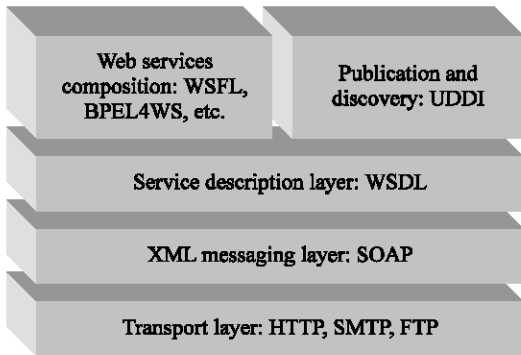 Web services
composition: WSFL,
BPEL4WS, etc.
Publication and
discovery: UDDI
Service description layer: WSDL
XML messaging layer: SOAP
Transport layer: HTTP, SMTP, FTP